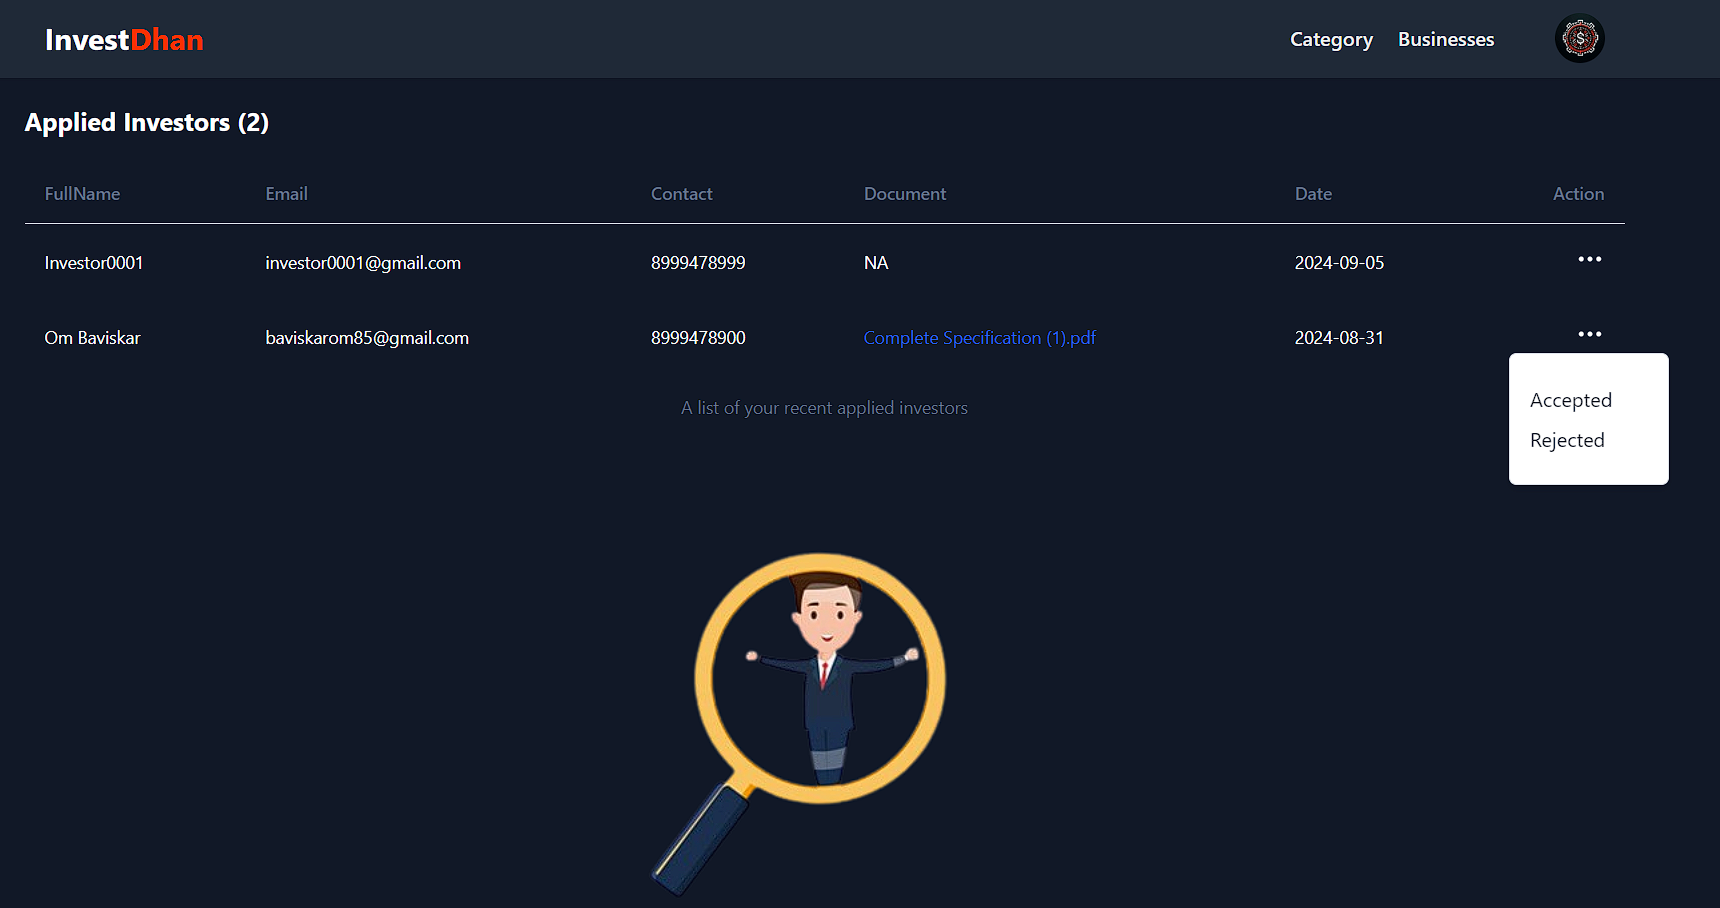 InvestDhan Category Businesses
Applied Investors (2)
FullName Email Contact Document Date Action
Investor0001 investor0001@gmail.com 8999478999 NA 2024-09-05
Om Baviskar baviskarom85@gmail.com 8999478900 Complete Specification (1).pdf 2024-08-31
A list of your recent applied investors
Accepted
Rejected